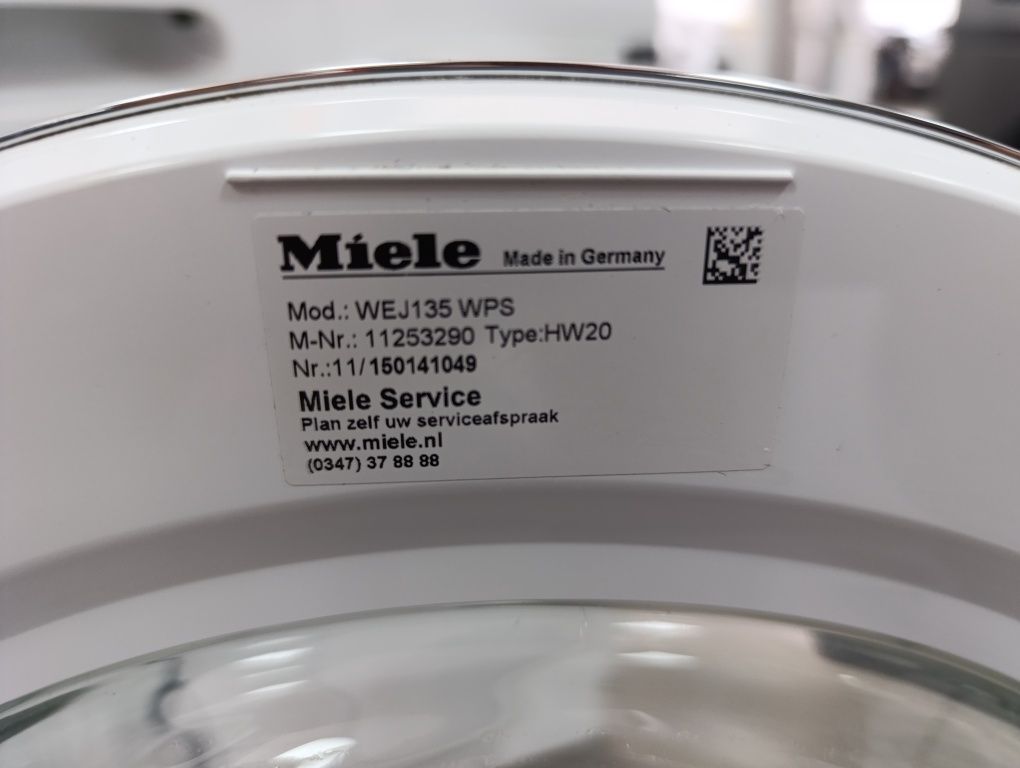 Miele Made in Germany
Mod.: WEJ135 WPS
M-Nr.: 11253290 Type:HW20
Nr.:11/150141049
Miele Service
Plan zelf uw serviceafspraak
www.miele.nl
(0347) 37 88 88